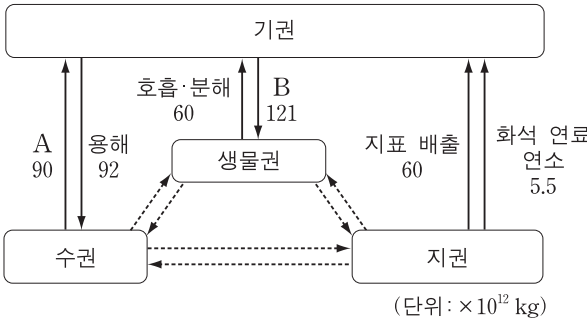 기권
호흡·분해
60
B
121
A
90
용해
92
생물권
지표 배출
60
화석 연료
연소
5.5
수권
지권
(단위: ×10¹² kg)